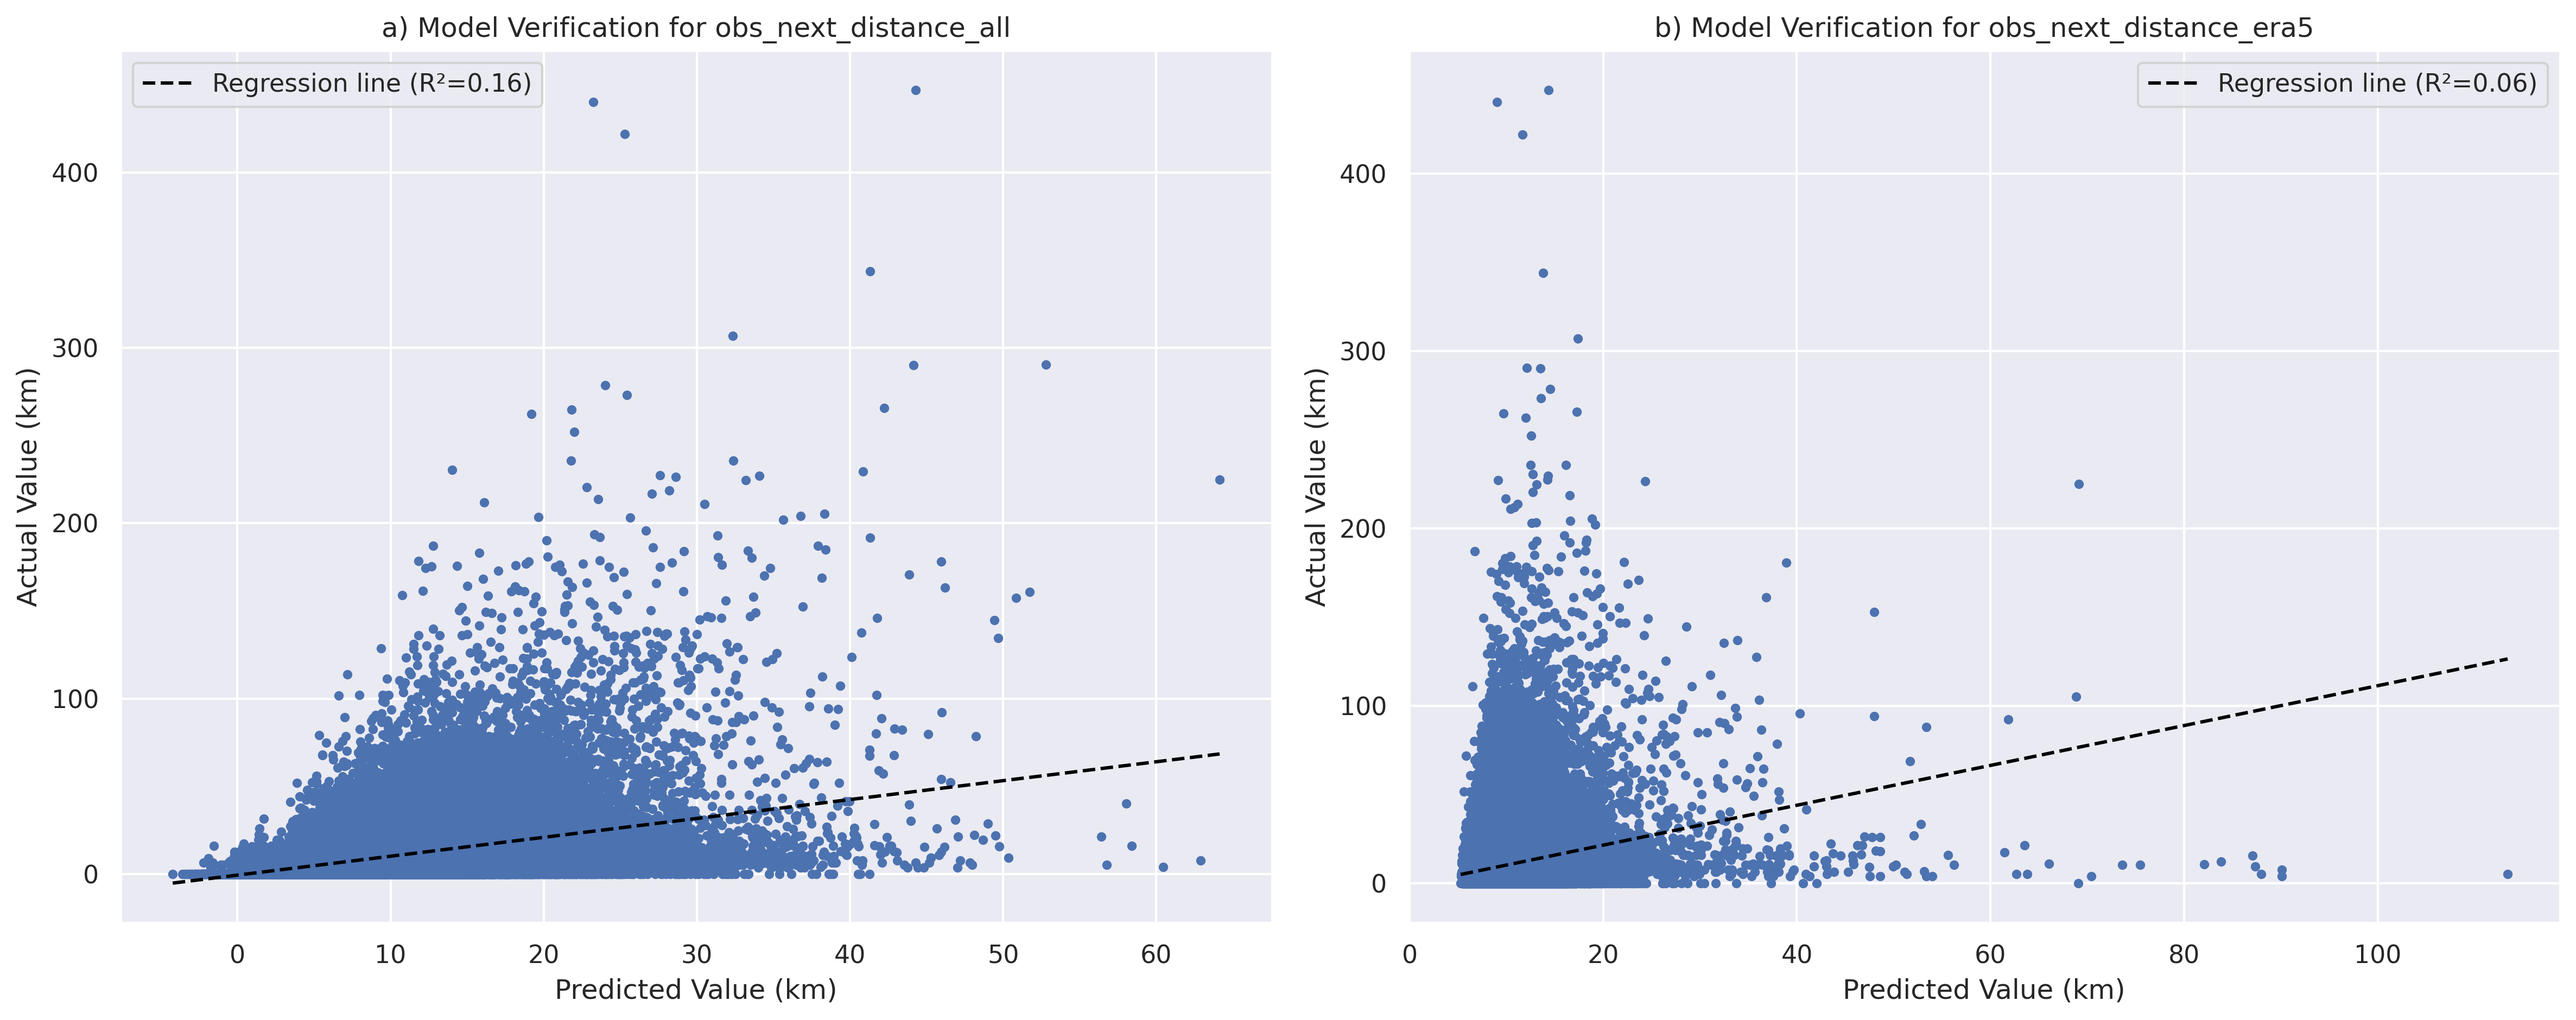 a) Model Verification for obs_next_distance_all
Regression line (R²=0.16)
400
300
200
100
0
Actual Value (km)
0 10 20 30 40 50 60
Predicted Value (km)
b) Model Verification for obs_next_distance_era5
Regression line (R²=0.06)
400
300
200
100
0
Actual Value (km)
0 20 40 60 80 100
Predicted Value (km)